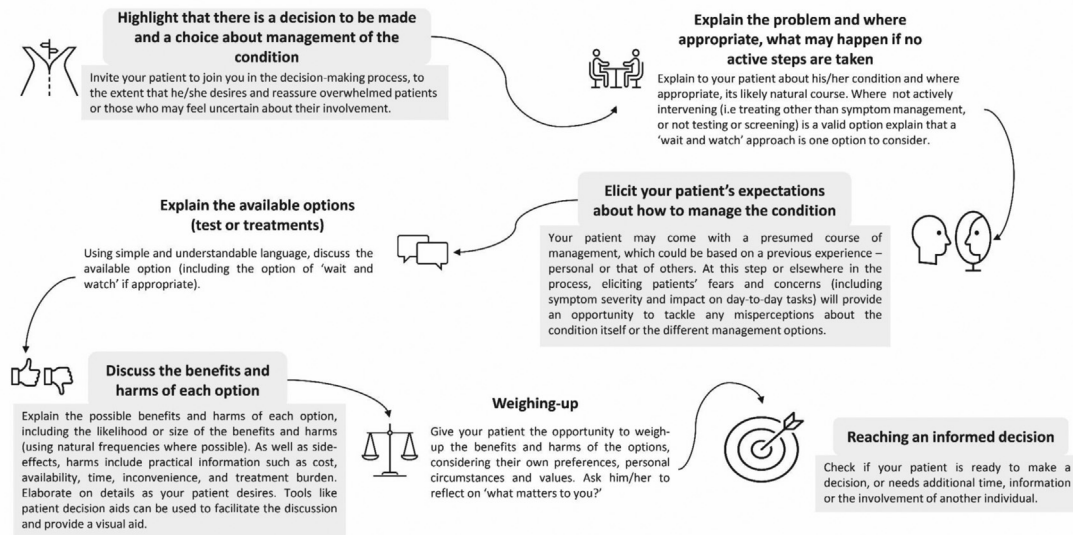 Highlight that there is a decision to be made
and a choice about management of the
condition
Invite your patient to join you in the decision-making process, to
the extent that he/she desires and reassure overwhelmed patients
or those who may feel uncertain about their involvement.
Explain the problem and where
appropriate, what may happen if no
active steps are taken
Explain to your patient about his/her condition and where
appropriate, its likely natural course. Where not actively
intervening (i.e treating other than symptom management,
or not testing or screening) is a valid option explain that a
'wait and watch' approach is one option to consider.
Elicit your patient's expectations
about how to manage the condition
Your patient may come with a presumed course of
management, which could be based on a previous experience –
personal or that of others. At this step or elsewhere in the
process, eliciting patients' fears and concerns (including
symptom severity and impact on day-to-day tasks) will provide
an opportunity to tackle any misperceptions about the
condition itself or the different management options.
Explain the available options
(test or treatments)
Using simple and understandable language, discuss the
available option (including the option of 'wait and
watch' if appropriate).
Discuss the benefits and
harms of each option
Explain the possible benefits and harms of each option,
including the likelihood or size of the benefits and harms
(using natural frequencies where possible). As well as side-
effects, harms include practical information such as cost,
availability, time, inconvenience, and treatment burden.
Elaborate on details as your patient desires. Tools like
patient decision aids can be used to facilitate the discussion
and provide a visual aid.
Weighing-up
Give your patient the opportunity to weigh-
up the benefits and harms of the options,
considering their own preferences, personal
circumstances and values. Ask him/her to
reflect on 'what matters to you?'
Reaching an informed decision
Check if your patient is ready to make a
decision, or needs additional time, information
or the involvement of another individual.